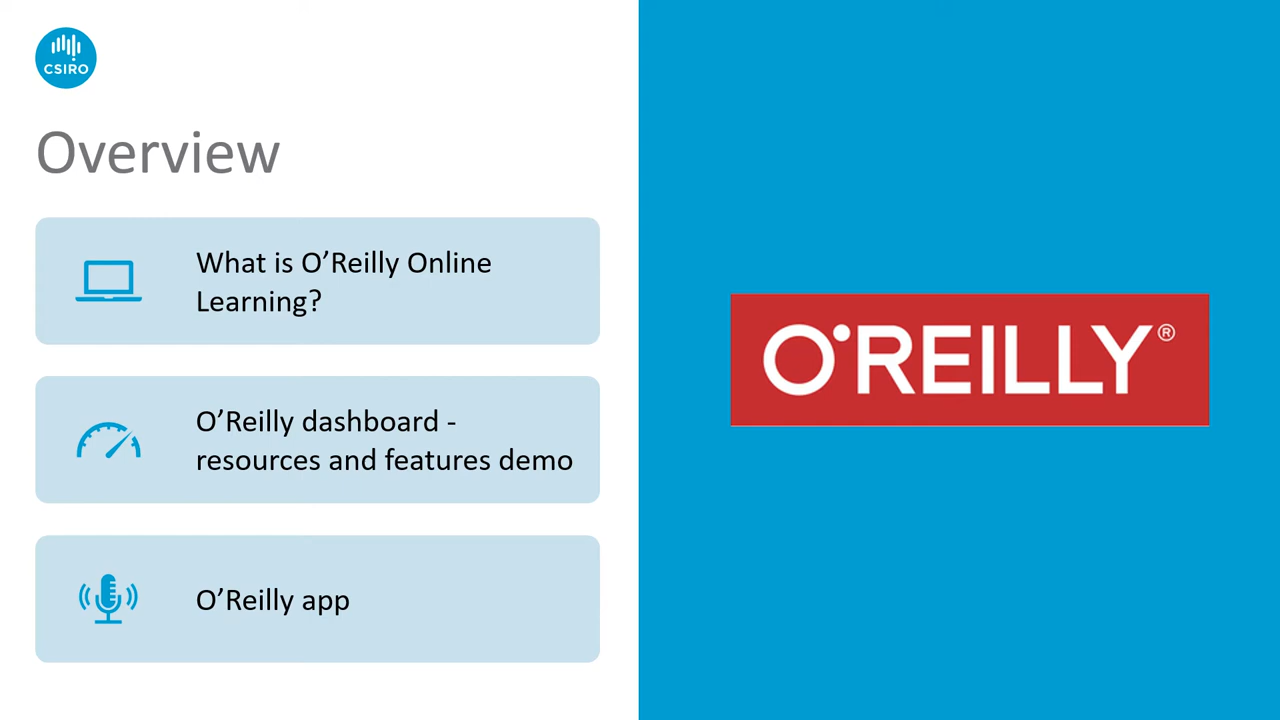 CSIRO
Overview
What is O’Reilly Online
Learning?
O’Reilly dashboard -
resources and features demo
O’Reilly app
O’REILLY®